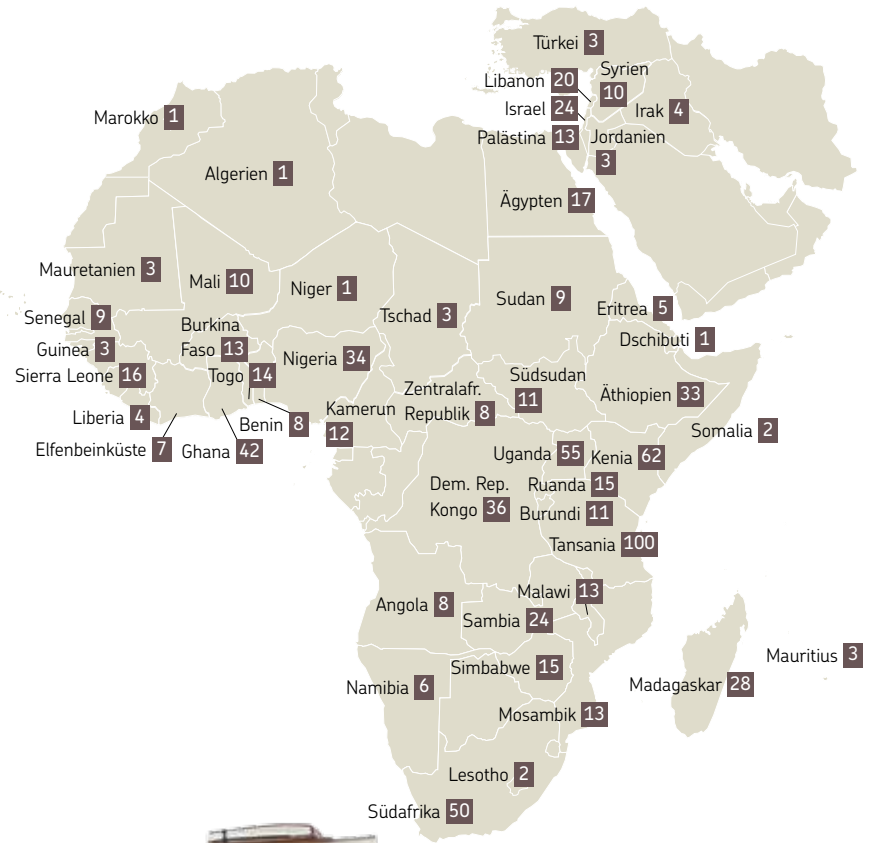 Türkei 3
Syrien
10
Libanon 20
Israel 24
Irak 4
Palästina 13
Jordanien
3
Marokko 1
Algerien 1
Ägypten 17
Mauretanien 3
Mali 10
Niger 1
Tschad 3
Sudan 9
Eritrea 5
Dschibuti 1
Senegal 9
Guinea 3
Sierra Leone 16
Burkina
Faso 13
Togo 14
Nigeria 34
Zentralafr.
Republik 8
Südsudan
11
Äthiopien 33
Somalia 2
Liberia 4
Elfenbeinküste 7
Ghana 42
Benin 8
Kamerun
12
Uganda 55
Kenia 62
Dem. Rep.
Kongo 36
Ruanda 15
Burundi 11
Tansania 100
Malawi 13
Angola 8
Sambia 24
Simbabwe 15
Namibia 6
Mosambik 13
Madagaskar 28
Mauritius 3
Lesotho 2
Südafrika 50